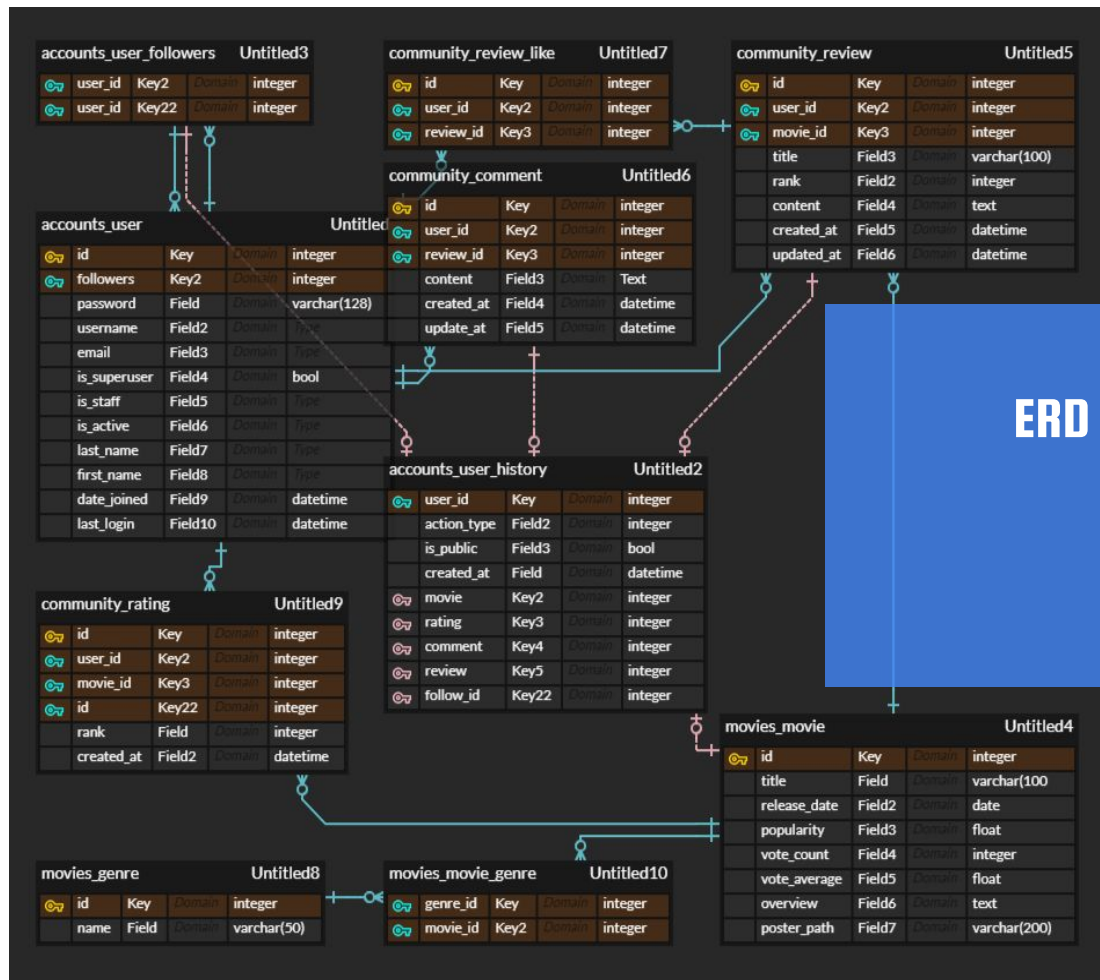 accounts_user_followers Untitled3
user_id Key2 Domain integer
user_id Key22 Domain integer
community_review_like Untitled7
id Key Domain integer
user_id Key2 Domain integer
review_id Key3 Domain integer
community_review Untitled5
id Key Domain integer
user_id Key2 Domain integer
movie_id Key3 Domain integer
title Field3 Domain varchar(100)
rank Field2 Domain integer
content Field4 Domain text
created_at Field5 Domain datetime
updated_at Field6 Domain datetime
community_comment Untitled6
id Key Domain integer
user_id Key2 Domain integer
review_id Key3 Domain integer
content Field3 Domain Text
created_at Field4 Domain datetime
update_at Field5 Domain datetime
accounts_user Untitled
id Key Domain integer
followers Key2 Domain integer
password Field Domain varchar(128)
username Field2 Domain Type
email Field3 Domain Type
is_superuser Field4 Domain bool
is_staff Field5 Domain Type
is_active Field6 Domain Type
last_name Field7 Domain Type
first_name Field8 Domain Type
date_joined Field9 Domain datetime
last_login Field10 Domain datetime
ERD
accounts_user_history Untitled2
user_id Key Domain integer
action_type Field2 Domain integer
is_public Field3 Domain bool
created_at Field Domain datetime
movie Key2 Domain integer
rating Key3 Domain integer
comment Key4 Domain integer
review Key5 Domain integer
follow_id Key22 Domain integer
community_rating Untitled9
id Key Domain integer
user_id Key2 Domain integer
movie_id Key3 Domain integer
id Key22 Domain integer
rank Field Domain integer
created_at Field2 Domain datetime
movies_movie Untitled4
id Key Domain integer
title Field Domain varchar(100
release_date Field2 Domain date
popularity Field3 Domain float
vote_count Field4 Domain integer
vote_average Field5 Domain float
overview Field6 Domain text
poster_path Field7 Domain varchar(200)
movies_genre Untitled8
id Key Domain integer
name Field Domain varchar(50)
movies_movie_genre Untitled10
genre_id Key Domain integer
movie_id Key2 Domain integer